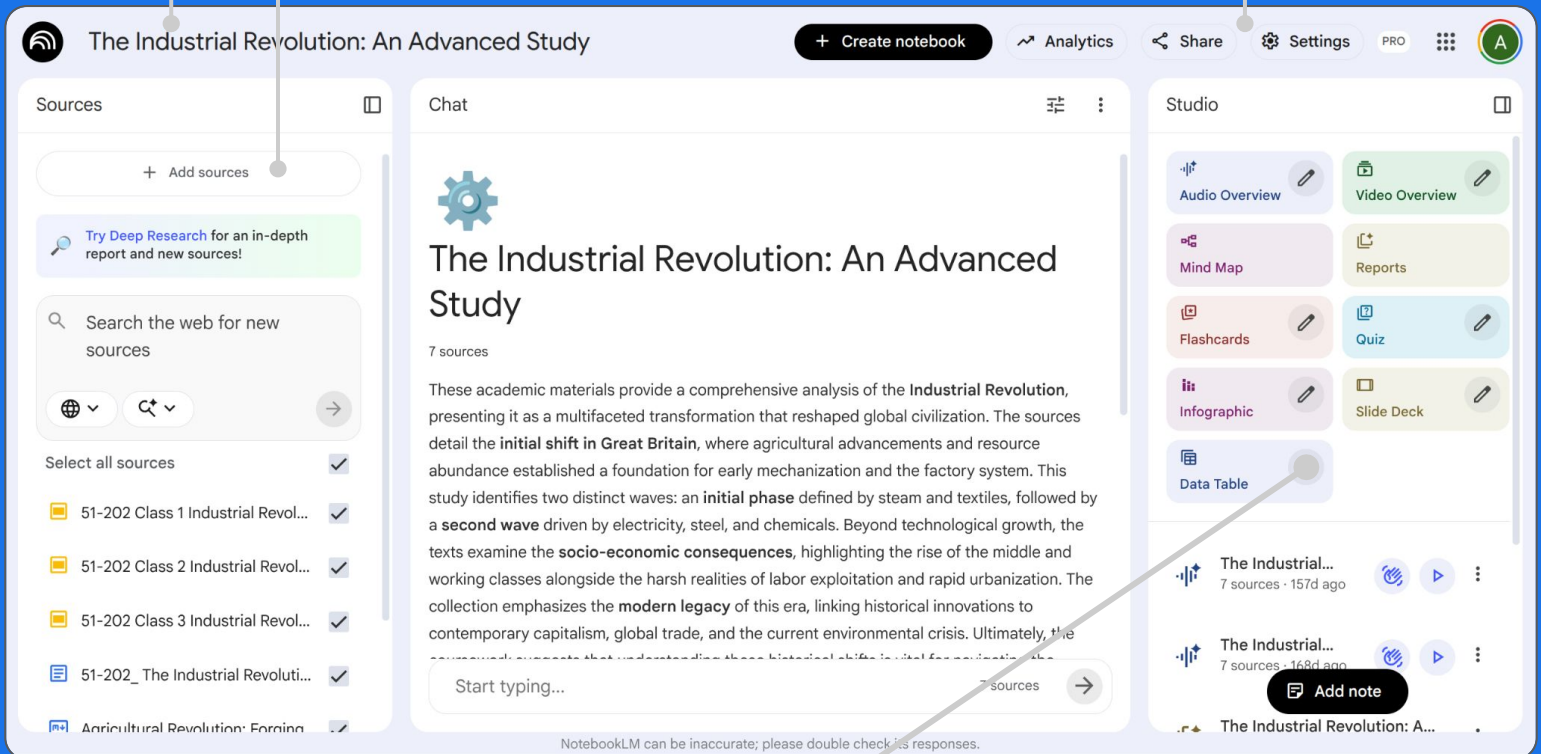 The Industrial Revolution: An Advanced Study
+ Create notebook
Analytics
Share
Settings
PRO
A
Sources
+ Add sources
Try Deep Research for an in-depth
report and new sources!
Search the web for new
sources
Select all sources
51-202 Class 1 Industrial Revol...
51-202 Class 2 Industrial Revol...
51-202 Class 3 Industrial Revol...
51-202_ The Industrial Revoluti...
Agricultural Revolution: Forging
Chat
The Industrial Revolution: An Advanced
Study
7 sources
These academic materials provide a comprehensive analysis of the Industrial Revolution,
presenting it as a multifaceted transformation that reshaped global civilization. The sources
detail the initial shift in Great Britain, where agricultural advancements and resource
abundance established a foundation for early mechanization and the factory system. This
study identifies two distinct waves: an initial phase defined by steam and textiles, followed by
a second wave driven by electricity, steel, and chemicals. Beyond technological growth, the
texts examine the socio-economic consequences, highlighting the rise of the middle and
working classes alongside the harsh realities of labor exploitation and rapid urbanization. The
collection emphasizes the modern legacy of this era, linking historical innovations to
contemporary capitalism, global trade, and the current environmental crisis. Ultimately, the
Start typing...
7 sources
NotebookLM can be inaccurate; please double check its responses.
Studio
Audio Overview
Video Overview
Mind Map
Reports
Flashcards
Quiz
Infographic
Slide Deck
Data Table
The Industrial...
7 sources · 157d ago
The Industrial...
7 sources · 168d ago
Add note
The Industrial Revolution: A...